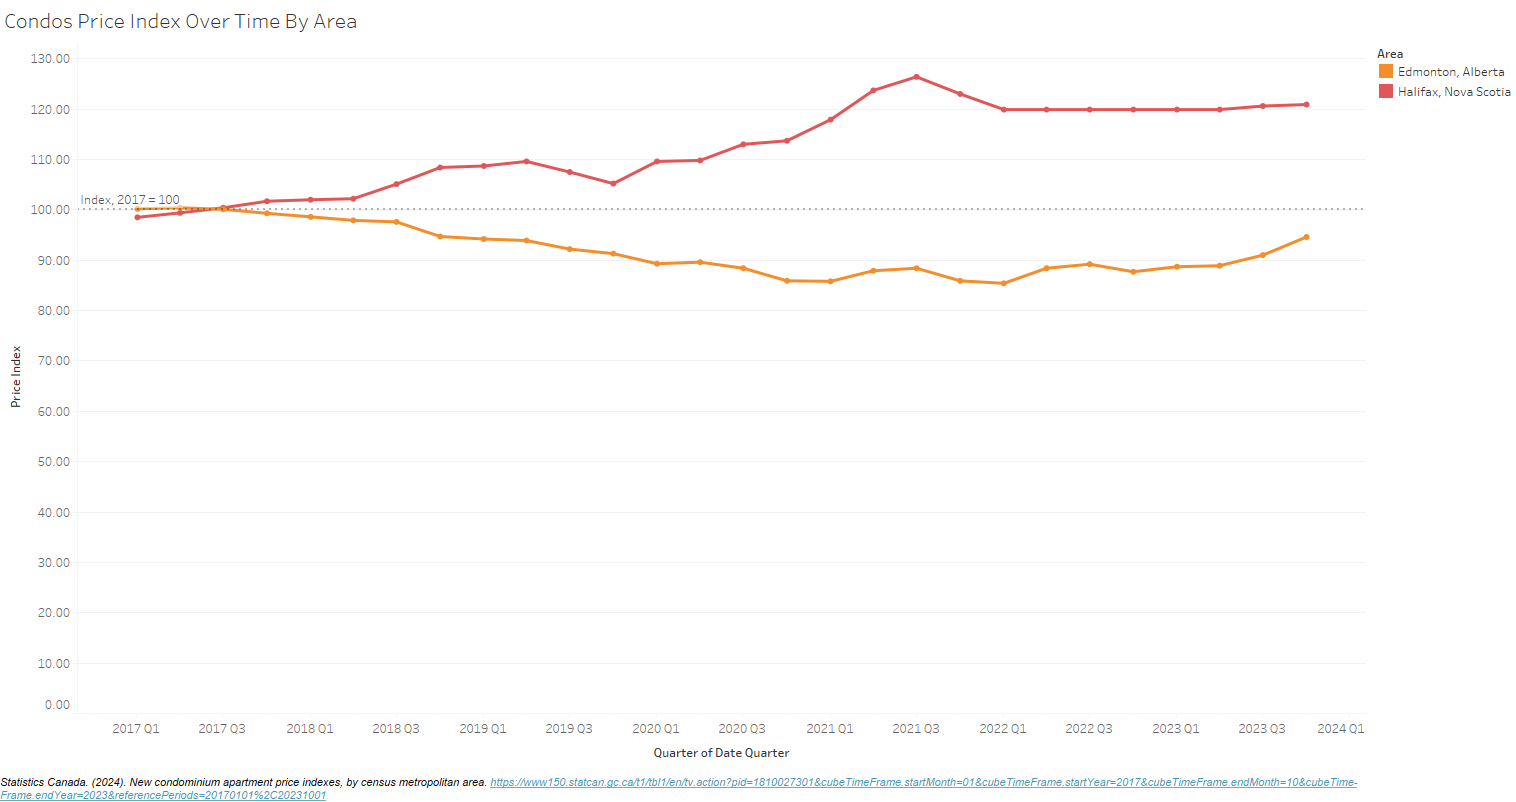 Condos Price Index Over Time By Area
Area
Edmonton, Alberta
Halifax, Nova Scotia
130.00
120.00
110.00
Index, 2017 = 100
100.00
90.00
80.00
70.00
60.00
50.00
40.00
30.00
20.00
10.00
0.00
Price Index
2017 Q1 2017 Q3 2018 Q1 2018 Q3 2019 Q1 2019 Q3 2020 Q1 2020 Q3 2021 Q1 2021 Q3 2022 Q1 2022 Q3 2023 Q1 2023 Q3 2024 Q1
Quarter of Date Quarter
Statistics Canada. (2024). New condominium apartment price indexes, by census metropolitan area. https://www150.statcan.gc.ca/t1/tbl1/en/tv.action?pid=1810027301&cubeTimeFrame.startMonth=01&cubeTimeFrame.startYear=2017&cubeTimeFrame.endMonth=10&cubeTime-
Frame.endYear=2023&referencePeriods=20170101%2C20231001